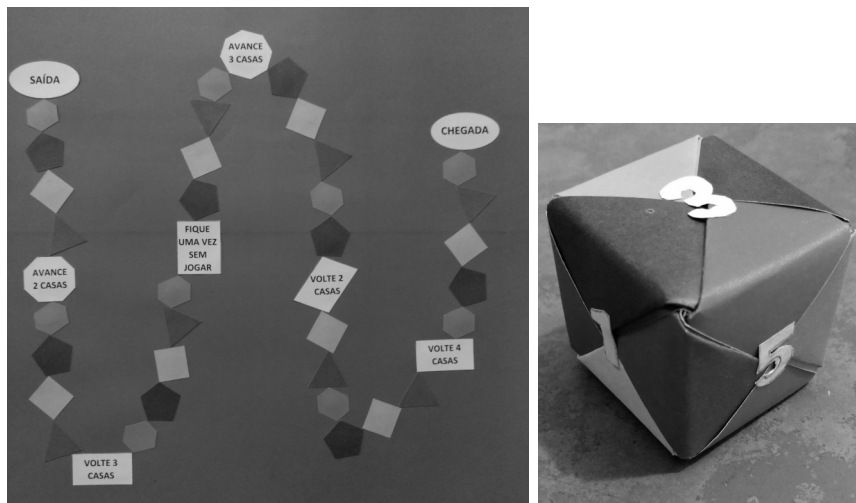 SAÍDA
AVANCE
2 CASAS
VOLTE 3
CASAS
FIQUE
UMA VEZ
SEM
JOGAR
AVANCE
3 CASAS
VOLTE 2
CASAS
VOLTE 4
CASAS
CHEGADA
3
1
5